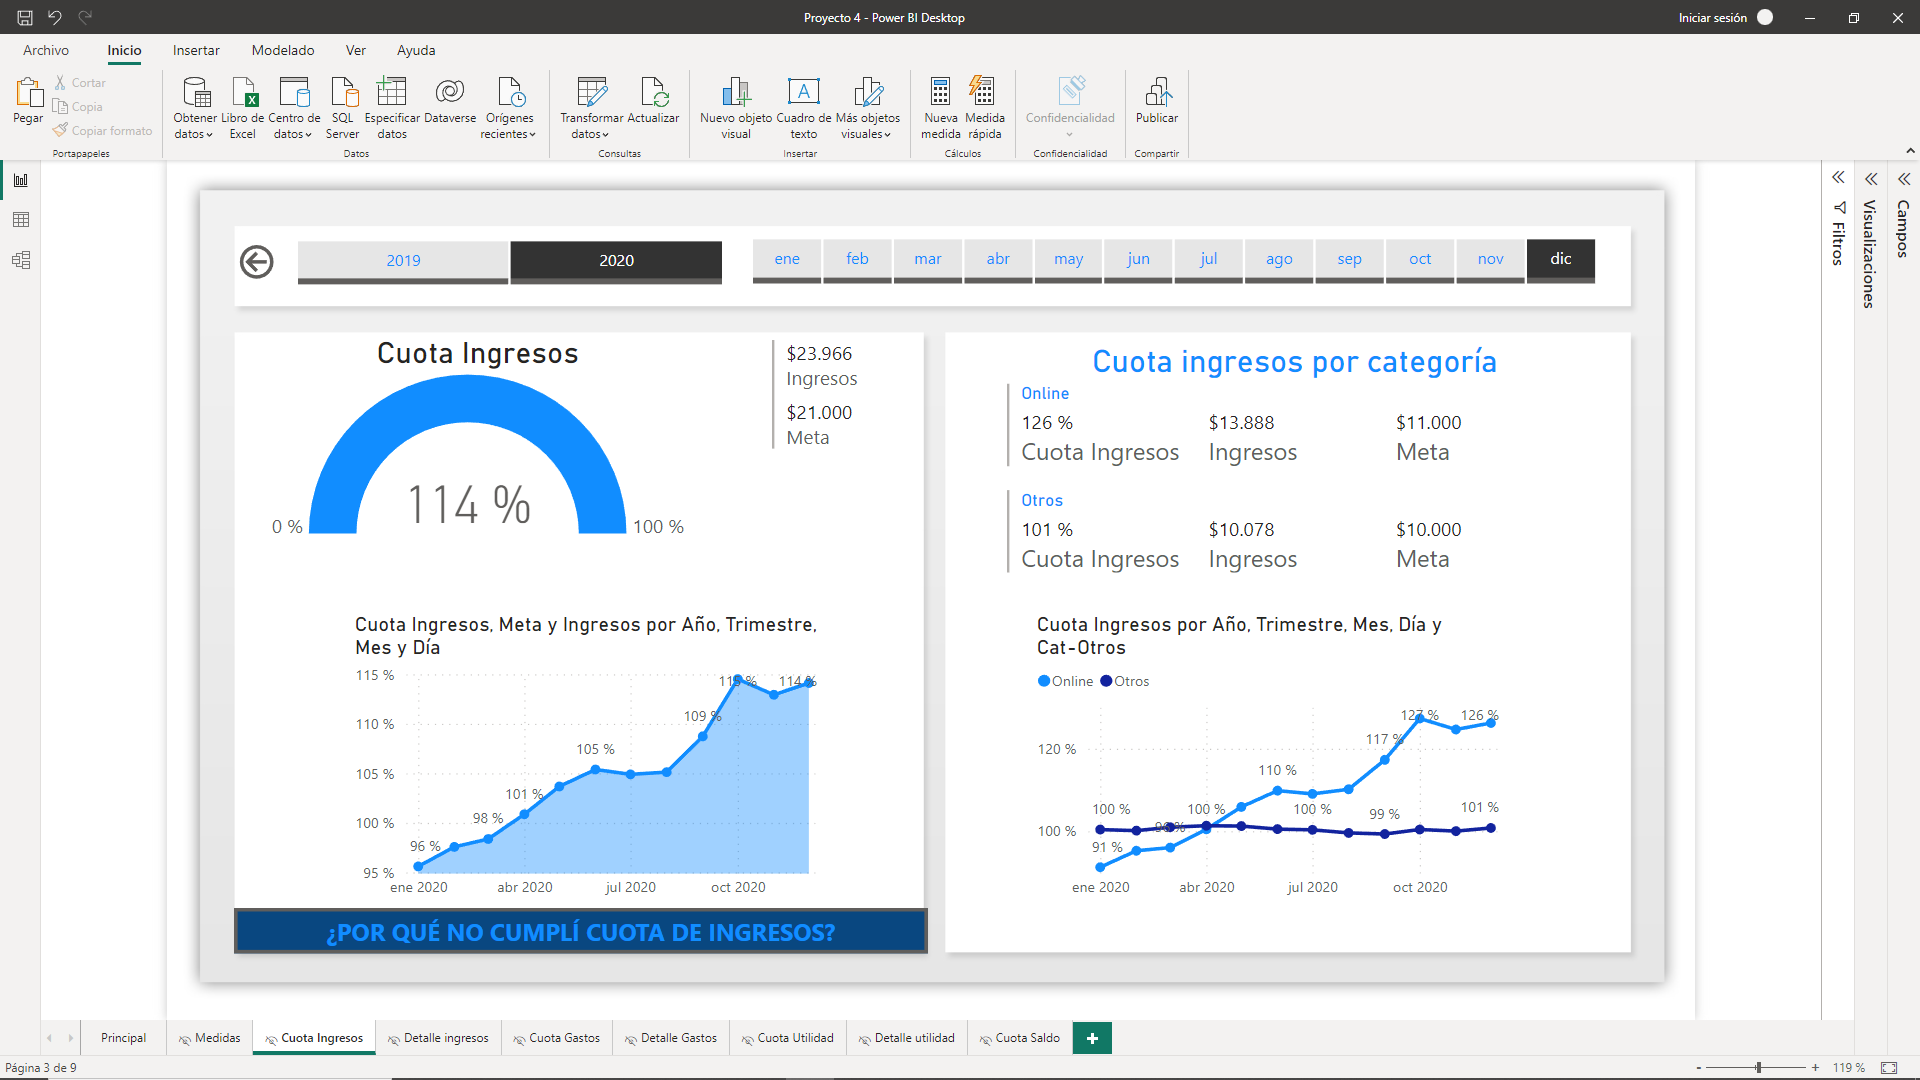 Proyecto 4 - Power BI Desktop
Iniciar sesión
Archivo
Inicio
Insertar
Modelado
Ver
Ayuda
Pegar
Cortar
Copia
Copiar formato
Portapapeles
Obtener datos
Libro de Excel
Centro de datos
SQL Server
Especificar datos
Dataverse
Orígenes recientes
Datos
Transformar datos
Actualizar
Consultas
Nuevo objeto visual
Cuadro de texto
Más objetos visuales
Insertar
Nueva medida
Medida rápida
Cálculos
Confidencialidad
Confidencialidad
Publicar
Compartir
Filtros
Visualizaciones
Campos
2019
2020
ene
feb
mar
abr
may
jun
jul
ago
sep
oct
nov
dic
Cuota Ingresos
$23.966
Ingresos
$21.000
Meta
114 %
0 %
100 %
Cuota Ingresos, Meta y Ingresos por Año, Trimestre,
Mes y Día
115 %
110 %
105 %
100 %
95 %
96 %
98 %
101 %
105 %
109 %
114 %
ene 2020
abr 2020
jul 2020
oct 2020
¿POR QUÉ NO CUMPLÍ CUOTA DE INGRESOS?
Cuota ingresos por categoría
Online
126 %
$13.888
$11.000
Cuota Ingresos
Ingresos
Meta
Otros
101 %
$10.078
$10.000
Cuota Ingresos
Ingresos
Meta
Cuota Ingresos por Año, Trimestre, Mes, Día y
Cat-Otros
Online
Otros
120 %
100 %
100 %
91 %
96 %
100 %
110 %
100 %
117 %
99 %
127 %
126 %
101 %
ene 2020
abr 2020
jul 2020
oct 2020
Principal
Medidas
Cuota Ingresos
Detalle ingresos
Cuota Gastos
Detalle Gastos
Cuota Utilidad
Detalle utilidad
Cuota Saldo
Página 3 de 9
- + 119 %